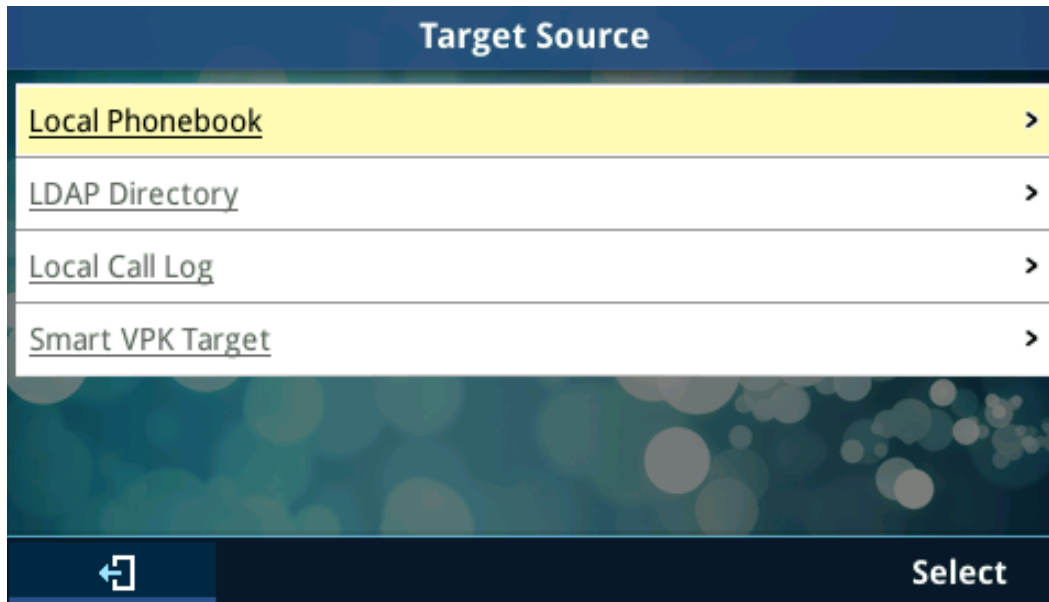 Target Source
Local Phonebook
LDAP Directory
Local Call Log
Smart VPK Target
Select